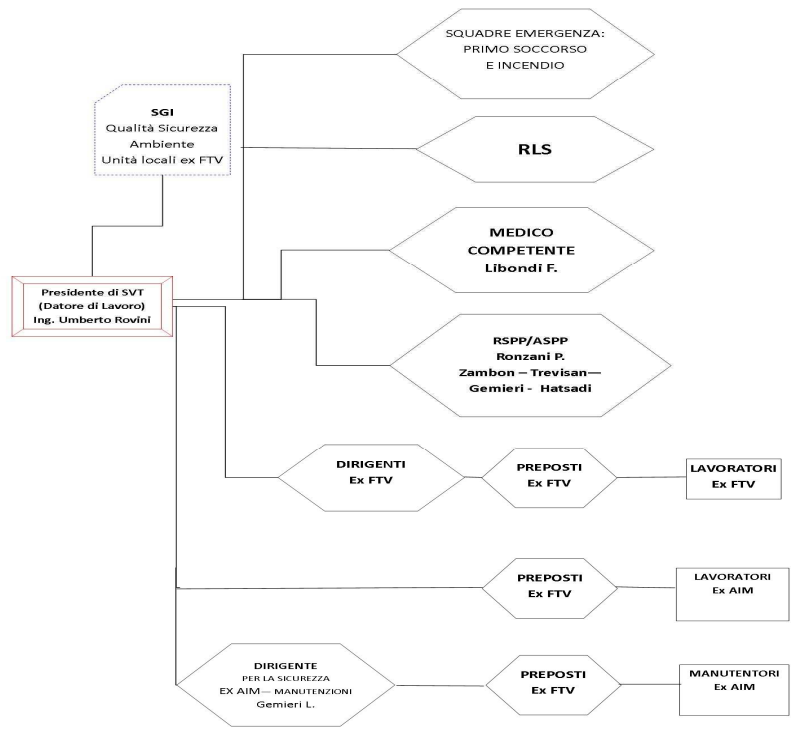 SQUADRE EMERGENZA:
PRIMO SOCCORSO
E INCENDIO
SGI
Qualità Sicurezza
Ambiente
Unità locali ex FTV
RLS
MEDICO
COMPETENTE
Libondi F.
Presidente di SVT
(Datore di Lavoro)
Ing. Umberto Rovini
RSPP/ASPP
Ronzani P.
Zambon – Trevisan—
Gemieri - Hatsadi
DIRIGENTI
Ex FTV
PREPOSTI
Ex FTV
LAVORATORI
Ex FTV
PREPOSTI
Ex FTV
LAVORATORI
Ex AIM
DIRIGENTE
PER LA SICUREZZA
EX AIM— MANUTENZIONI
Gemieri L.
PREPOSTI
Ex FTV
MANUTENTORI
Ex AIM